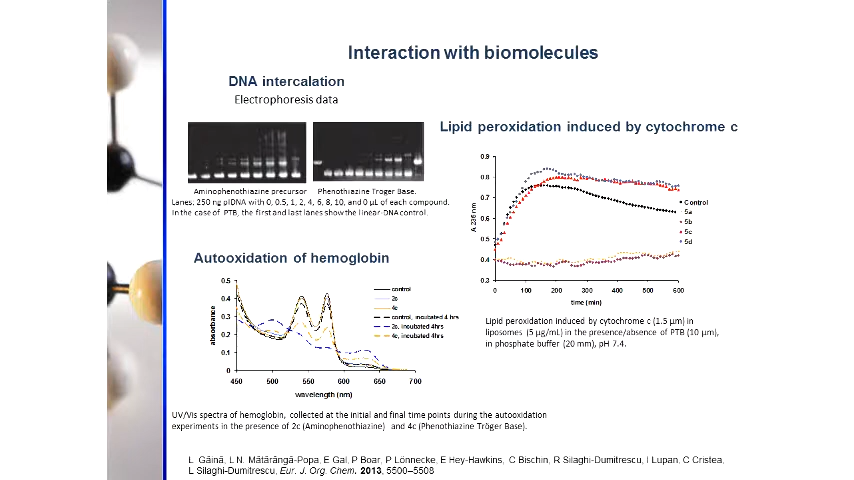 Interaction with biomolecules
DNA intercalation
Electrophoresis data
Lipid peroxidation induced by cytochrome c
Aminophenothiazine precursor Phenothiazine Troger Base.
Lanes: 250 ng plDNA with 0, 0.5, 1, 2, 4, 6, 8, 10, and 0 µL of each compound.
In the case of PTB, the first and last lanes show the linear-DNA control.
0.9
0.8
0.7
0.6
0.5
0.4
0.3
A 236 nm
0 100 200 300 400 500 600
time (min)
Control
5a
5b
5c
5d
Lipid peroxidation induced by cytochrome c (1.5 µm) in
liposomes (5 µg/mL) in the presence/absence of PTB (10 µm),
in phosphate buffer (20 mm), pH 7.4.
Autooxidation of hemoglobin
0.5
0.4
0.3
0.2
0.1
0
absorbance
450 500 550 600 650 700
wavelength (nm)
control
2c
4c
control, incubated 4 hrs
2c, incubated 4hrs
4c, incubated 4hrs
UV/Vis spectra of hemoglobin, collected at the initial and final time points during the autooxidation
experiments in the presence of 2c (Aminophenothiazine) and 4c (Phenothiazine Tröger Base).
L. Găină, L.N. Mătărângă-Popa, E Gal, P Boar, P Lönnecke, E Hey-Hawkins, C Bischin, R Silaghi-Dumitrescu, I Lupan, C Cristea,
L Silaghi-Dumitrescu, Eur. J. Org. Chem. 2013, 5500–5508